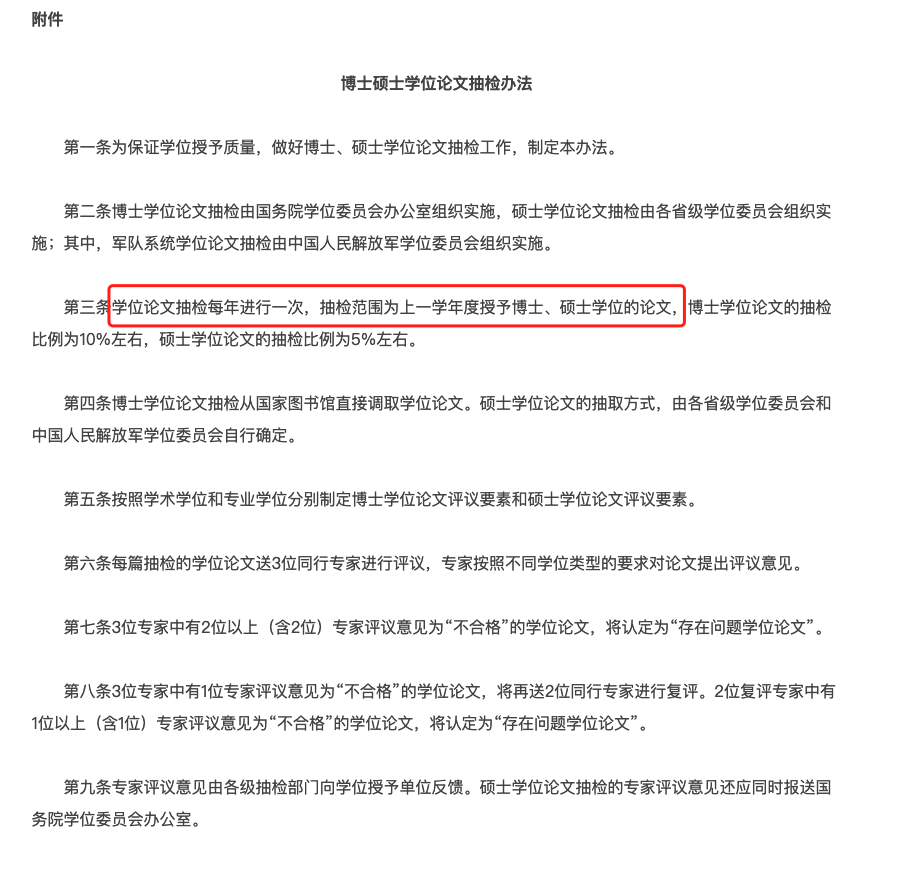 附件
博士硕士学位论文抽检办法
第一条为保证学位授予质量，做好博士、硕士学位论文抽检工作，制定本办法。
第二条博士学位论文抽检由国务院学位委员会办公室组织实施，硕士学位论文抽检由各省级学位委员会组织实
施；其中，军队系统学位论文抽检由中国人民解放军学位委员会组织实施。
第三条学位论文抽检每年进行一次，抽检范围为上一学年度授予博士、硕士学位的论文，博士学位论文的抽检
比例为10%左右，硕士学位论文的抽检比例为5%左右。
第四条博士学位论文抽检从国家图书馆直接调取学位论文。硕士学位论文的抽取方式，由各省级学位委员会和
中国人民解放军学位委员会自行确定。
第五条按照学术学位和专业学位分别制定博士学位论文评议要素和硕士学位论文评议要素。
第六条每篇抽检的学位论文送3位同行专家进行评议，专家按照不同学位类型的要求对论文提出评议意见。
第七条3位专家中有2位以上（含2位）专家评议意见为“不合格”的学位论文，将认定为“存在问题学位论文”。
第八条3位专家中有1位专家评议意见为“不合格”的学位论文，将再送2位同行专家进行复评。2位复评专家中有
1位以上（含1位）专家评议意见为“不合格”的学位论文，将认定为“存在问题学位论文”。
第九条专家评议意见由各级抽检部门向学位授予单位反馈。硕士学位论文抽检的专家评议意见还应同时报送国
务院学位委员会办公室。